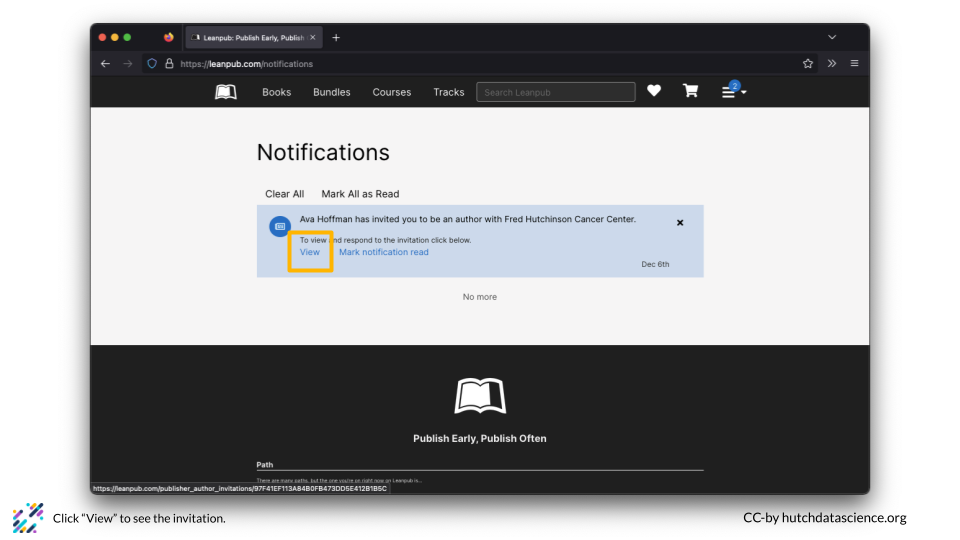 Leanpub: Publish Early, Publish
https://leanpub.com/notifications
Books Bundles Courses Tracks Search Leanpub 2
Notifications
Clear All Mark All as Read
Ava Hoffman has invited you to be an author with Fred Hutchinson Cancer Center.
To view and respond to the invitation click below.
View Mark notification read
Dec 6th
No more
Publish Early, Publish Often
Path
There are many paths, but the one you're on right now on Leanpub is...
https://leanpub.com/publisher_author_invitations/97F41EF113A84B0FB473DD5E412B1B5C
Click "View" to see the invitation.
CC-by hutchdatascience.org